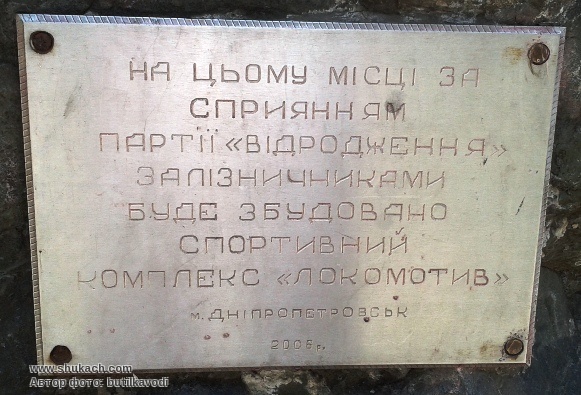 НА ЦЬОМУ МІСЦІ ЗА
СПРИЯННЯМ
ПАРТІЇ «ВІДРОДЖЕННЯ»
ЗАЛІЗНИЧНИКАМИ
БУДЕ ЗБУДОВАНО
СПОРТИВНИЙ
КОМПЛЕКС «ЛОКОМОТИВ»
м. ДНІПРОПЕТРОВСЬК
2006 г.
www.shukach.com
Автор фото: butilkavodi